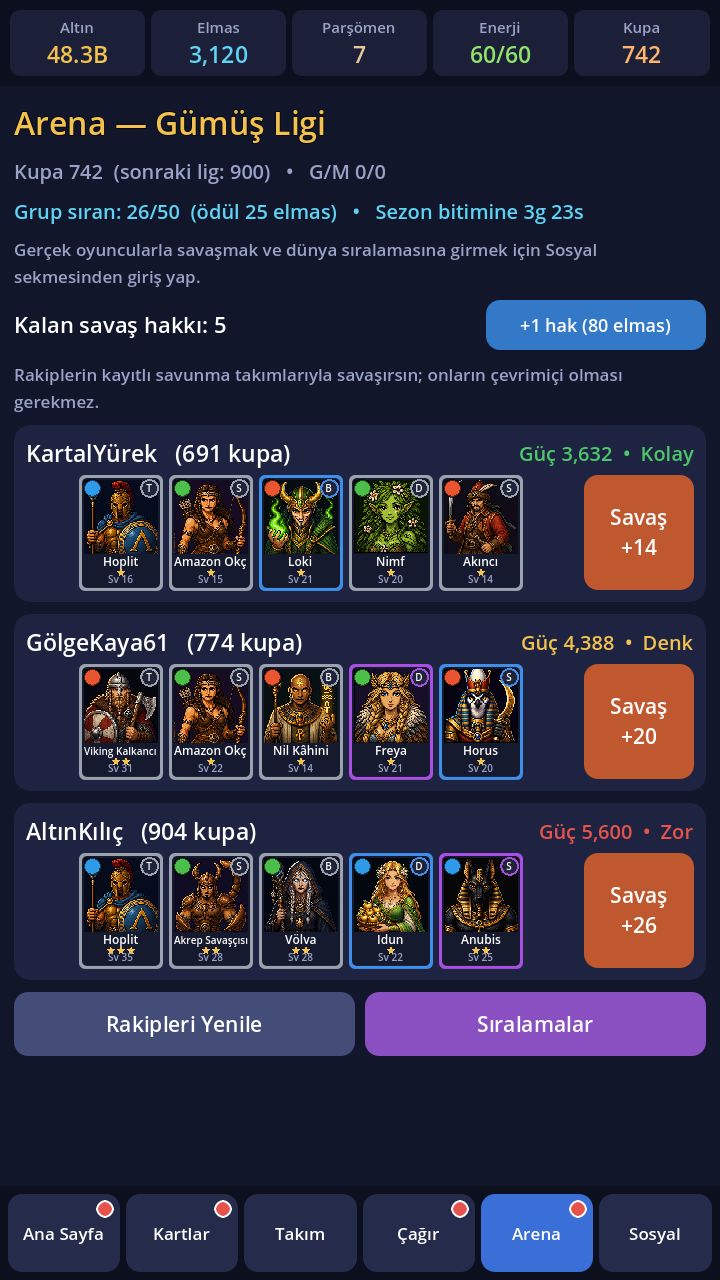 Altın
48.3B
Elmas
3,120
Parşömen
7
Enerji
60/60
Kupa
742
Arena — Gümüş Ligi
Kupa 742 (sonraki lig: 900) • G/M 0/0
Grup sıran: 26/50 (ödül 25 elmas) • Sezon bitimine 3g 23s
Gerçek oyuncularla savaşmak ve dünya sıralamasına girmek için Sosyal
sekmesinden giriş yap.
Kalan savaş hakkı: 5
+1 hak (80 elmas)
Rakiplerin kayıtlı savunma takımlarıyla savaşırsın; onların çevrimiçi olması
gerekmez.
KartalYürek (691 kupa)
Güç 3,632 • Kolay
T
Hoplit
Sv 16
S
Amazon Okç
Sv 15
B
Loki
Sv 21
D
Nimf
Sv 20
S
Akıncı
Sv 14
Savaş
+14
GölgeKaya61 (774 kupa)
Güç 4,388 • Denk
T
Viking Kalkancı
Sv 31
S
Amazon Okç
Sv 22
B
Nil Kâhini
Sv 14
D
Freya
Sv 21
S
Horus
Sv 20
Savaş
+20
AltınKılıç (904 kupa)
Güç 5,600 • Zor
T
Hoplit
Sv 35
S
Akrep Savaşçısı
Sv 28
B
Völva
Sv 28
D
Idun
Sv 22
S
Anubis
Sv 25
Savaş
+26
Rakipleri Yenile
Sıralamalar
Ana Sayfa
Kartlar
Takım
Çağır
Arena
Sosyal